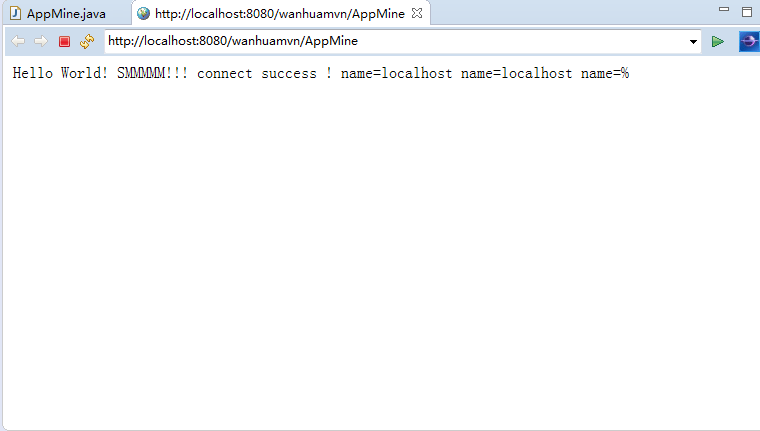 AppMine.java
http://localhost:8080/wanhuamvn/AppMine
http://localhost:8080/wanhuamvn/AppMine
Hello World! SMMMMM!!! connect success ! name=localhost name=localhost name=%